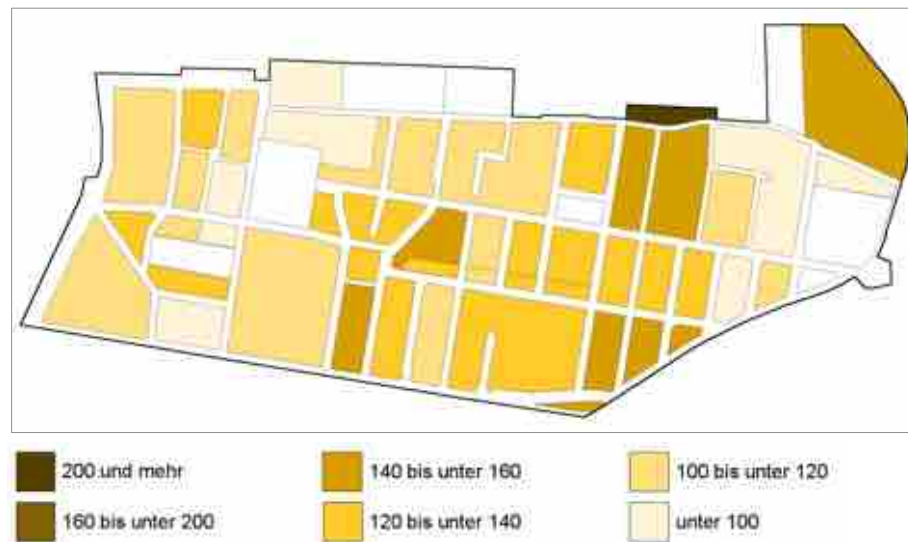 200 und mehr
140 bis unter 160
100 bis unter 120
160 bis unter 200
120 bis unter 140
unter 100